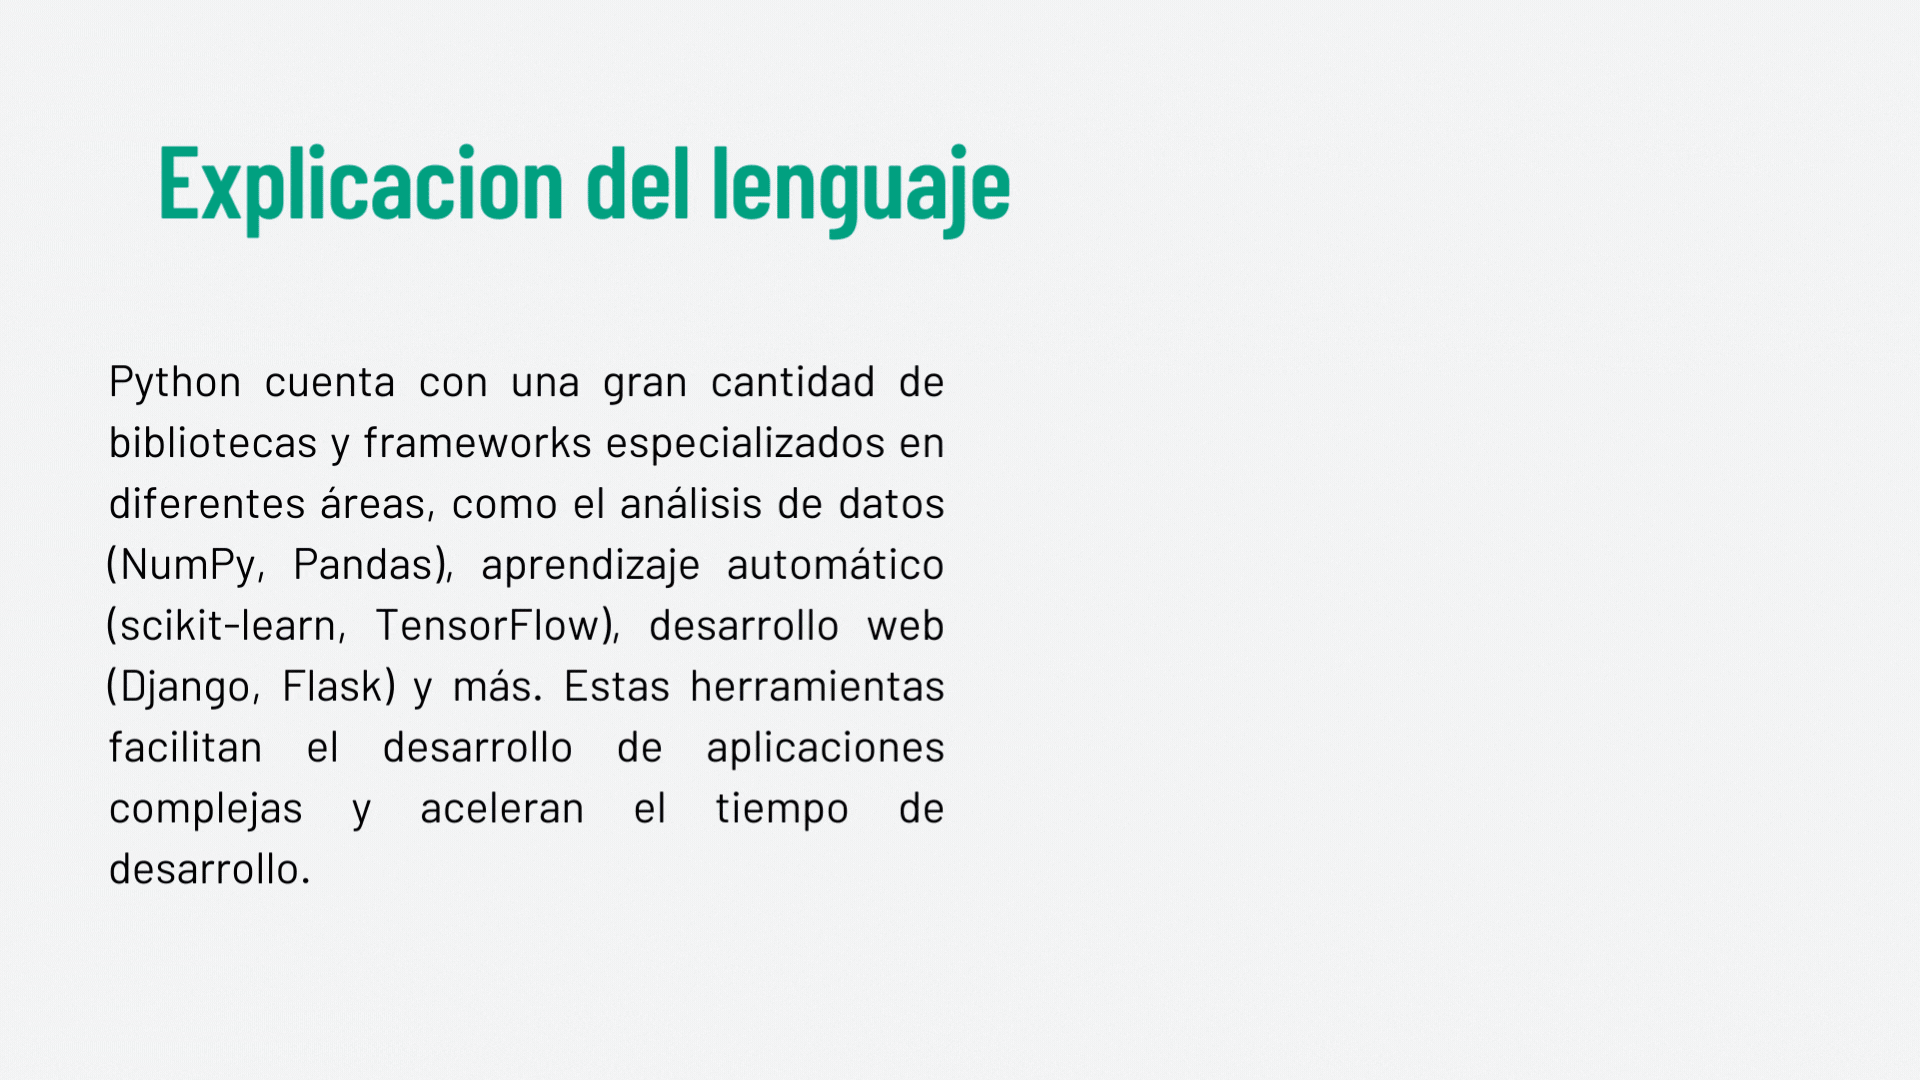 Explicacion del lenguaje
Python cuenta con una gran cantidad de
bibliotecas y frameworks especializados en
diferentes áreas, como el análisis de datos
(NumPy, Pandas), aprendizaje automático
(scikit-learn, TensorFlow), desarrollo web
(Django, Flask) y más. Estas herramientas
facilitan el desarrollo de aplicaciones
complejas y aceleran el tiempo de
desarrollo.